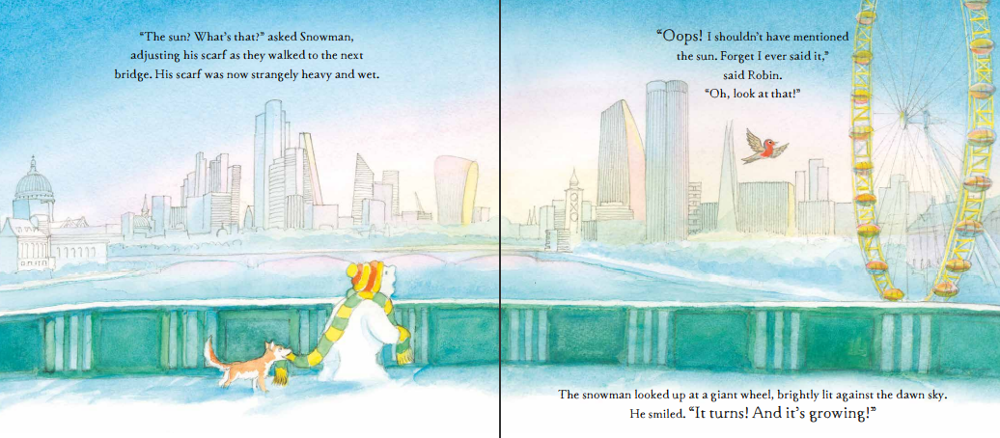 “The sun? What’s that?” asked Snowman,
adjusting his scarf as they walked to the next
bridge. His scarf was now strangely heavy and wet.
“Oops! I shouldn’t have mentioned
the sun. Forget I ever said it,”
said Robin.
“Oh, look at that!”
The snowman looked up at a giant wheel, brightly lit against the dawn sky.
He smiled. “It turns! And it’s growing!”